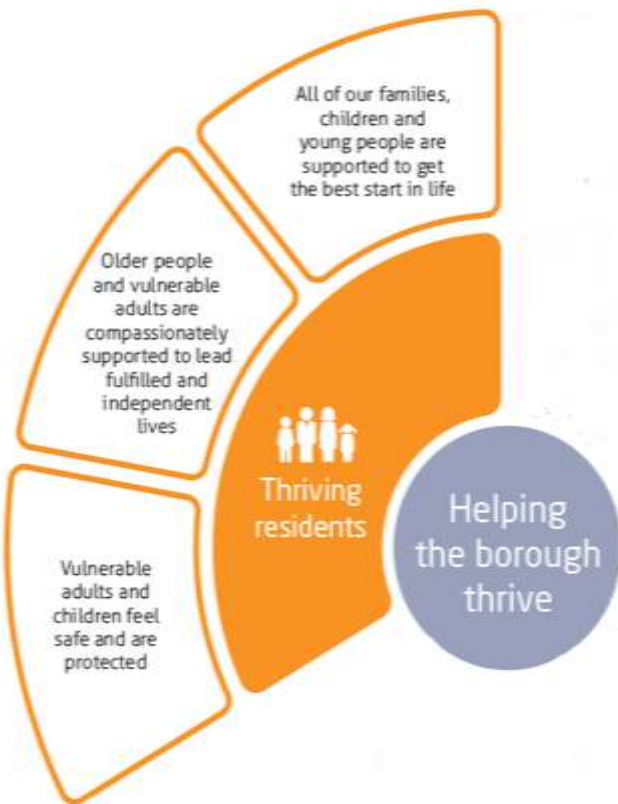 All of our families,
children and
young people are
supported to get
the best start in life
Older people
and vulnerable
adults are
compassionately
supported to lead
fulfilled and
independent
lives
Vulnerable
adults and
children feel
safe and are
protected
Thriving
residents
Helping
the borough
thrive